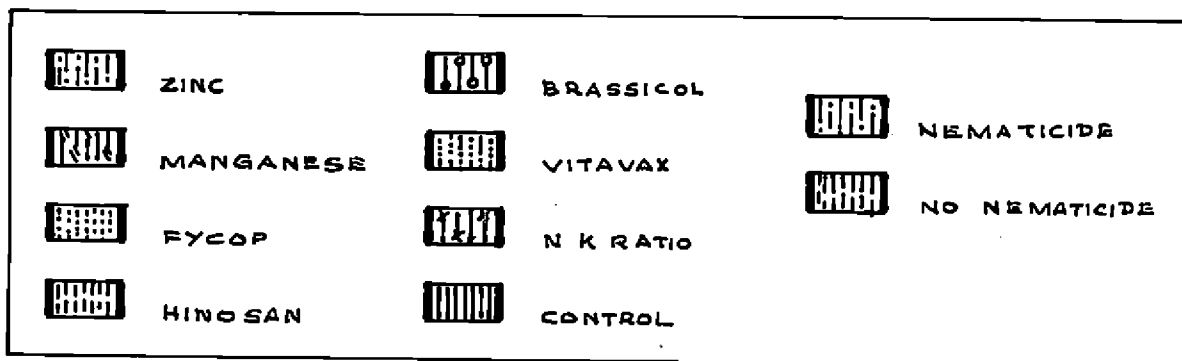 ZINC
MANGANESE
FYCOP
HINOSAN
BRASSICOL
VITAVAX
N K RATIO
CONTROL
NEMATICIDE
NO NEMATICIDE